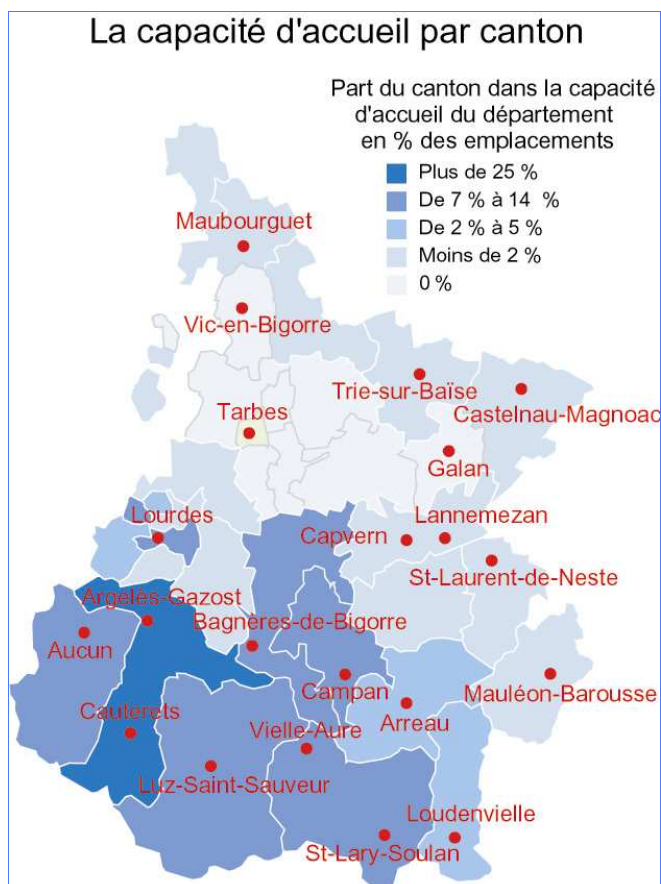 La capacité d'accueil par canton
Part du canton dans la capacité
d'accueil du département
en % des emplacements
Plus de 25 %
De 7 % à 14 %
De 2 % à 5 %
Moins de 2 %
0 %
Maubourguet
Vic-en-Bigorre
Trie-sur-Baïse
Castelnau-Magnoac
Tarbes
Galan
Lourdes
Capvern
Lannemezan
St-Laurent-de-Neste
Argelès-Gazost
Bagnères-de-Bigorre
Aucun
Campan
Mauléon-Barousse
Cauterets
Arreau
Vielle-Aure
Luz-Saint-Sauveur
Loudenvielle
St-Lary-Soulan